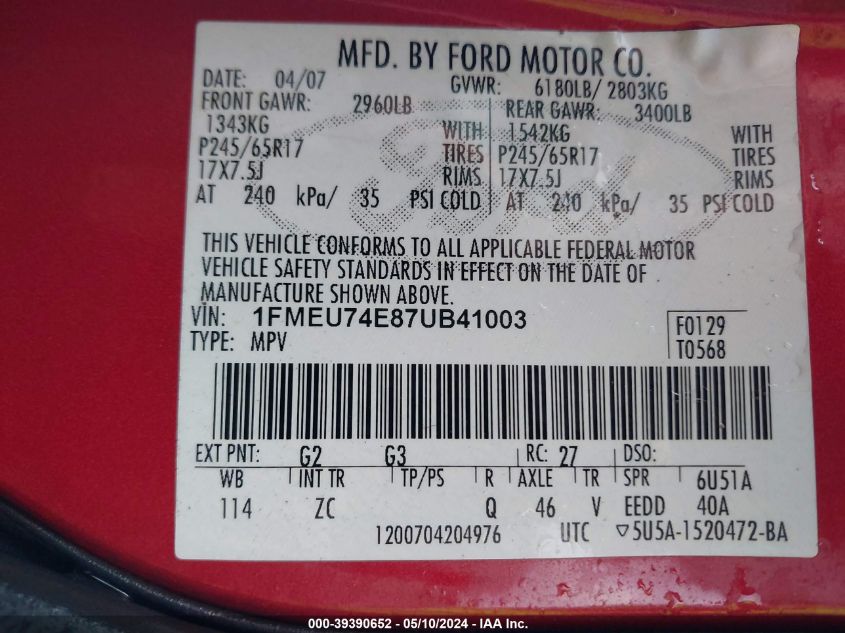 MFD. BY FORD MOTOR CO.
DATE: 04/07 GVWR: 6180LB/ 2803KG
FRONT GAWR: 2960LB REAR GAWR: 3400LB
1343KG WITH 1542KG WITH
P245/65R17 TIRES P245/65R17 TIRES
17X7.5J RIMS 17X7.5J RIMS
AT 240 kPa/ 35 PSI COLD AT 240 kPa/ 35 PSI COLD
THIS VEHICLE CONFORMS TO ALL APPLICABLE FEDERAL MOTOR
VEHICLE SAFETY STANDARDS IN EFFECT ON THE DATE OF
MANUFACTURE SHOWN ABOVE.
VIN: 1FMEU74E87UB41003 F0129
TYPE: MPV T0568
EXT PNT: G2 G3 RC: 27 DSO:
WB INT TR TP/PS R AXLE TR SPR 6U51A
114 ZC Q 46 V EEDD 40A
1200704204976 UTC ▽5U5A-1520472-BA
000-39390652 — 05/10/2024 - IAA Inc.